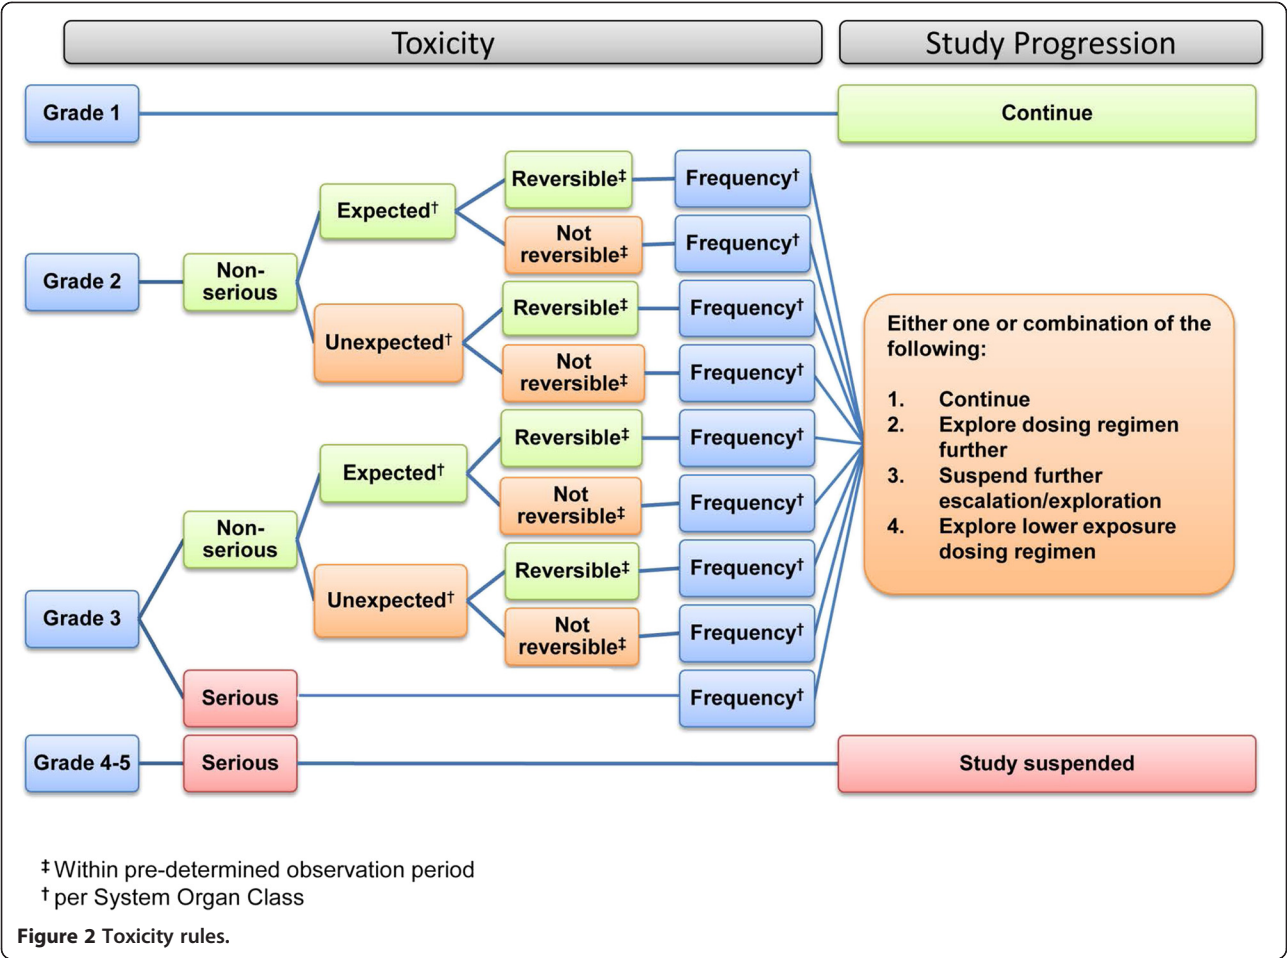 Toxicity
Study Progression
Grade 1
Continue
Grade 2
Non-
serious
Expected†
Reversible‡
Frequency†
Not
reversible‡
Frequency†
Unexpected†
Reversible‡
Frequency†
Not
reversible‡
Frequency†
Grade 3
Non-
serious
Expected†
Reversible‡
Frequency†
Not
reversible‡
Frequency†
Unexpected†
Reversible‡
Frequency†
Not
reversible‡
Frequency†
Serious
Frequency†
Either one or combination of the
following:
1. Continue
2. Explore dosing regimen
further
3. Suspend further
escalation/exploration
4. Explore lower exposure
dosing regimen
Grade 4-5
Serious
Study suspended
‡ Within pre-determined observation period
† per System Organ Class
Figure 2 Toxicity rules.